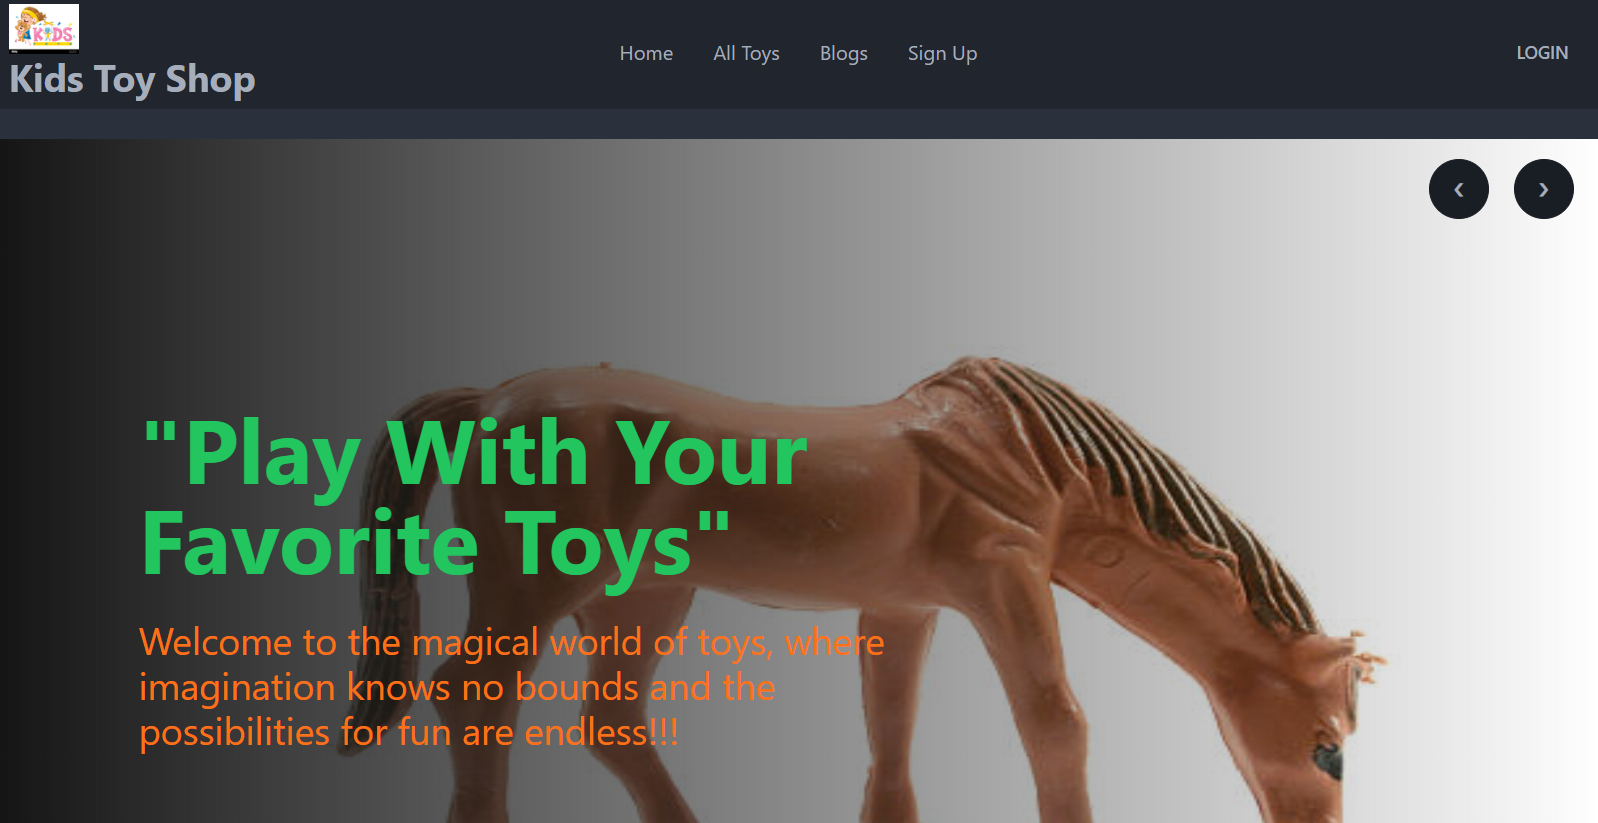 KIDS
Kids Toy Shop
Home All Toys Blogs Sign Up
LOGIN
"Play With Your
Favorite Toys"
Welcome to the magical world of toys, where
imagination knows no bounds and the
possibilities for fun are endless!!!